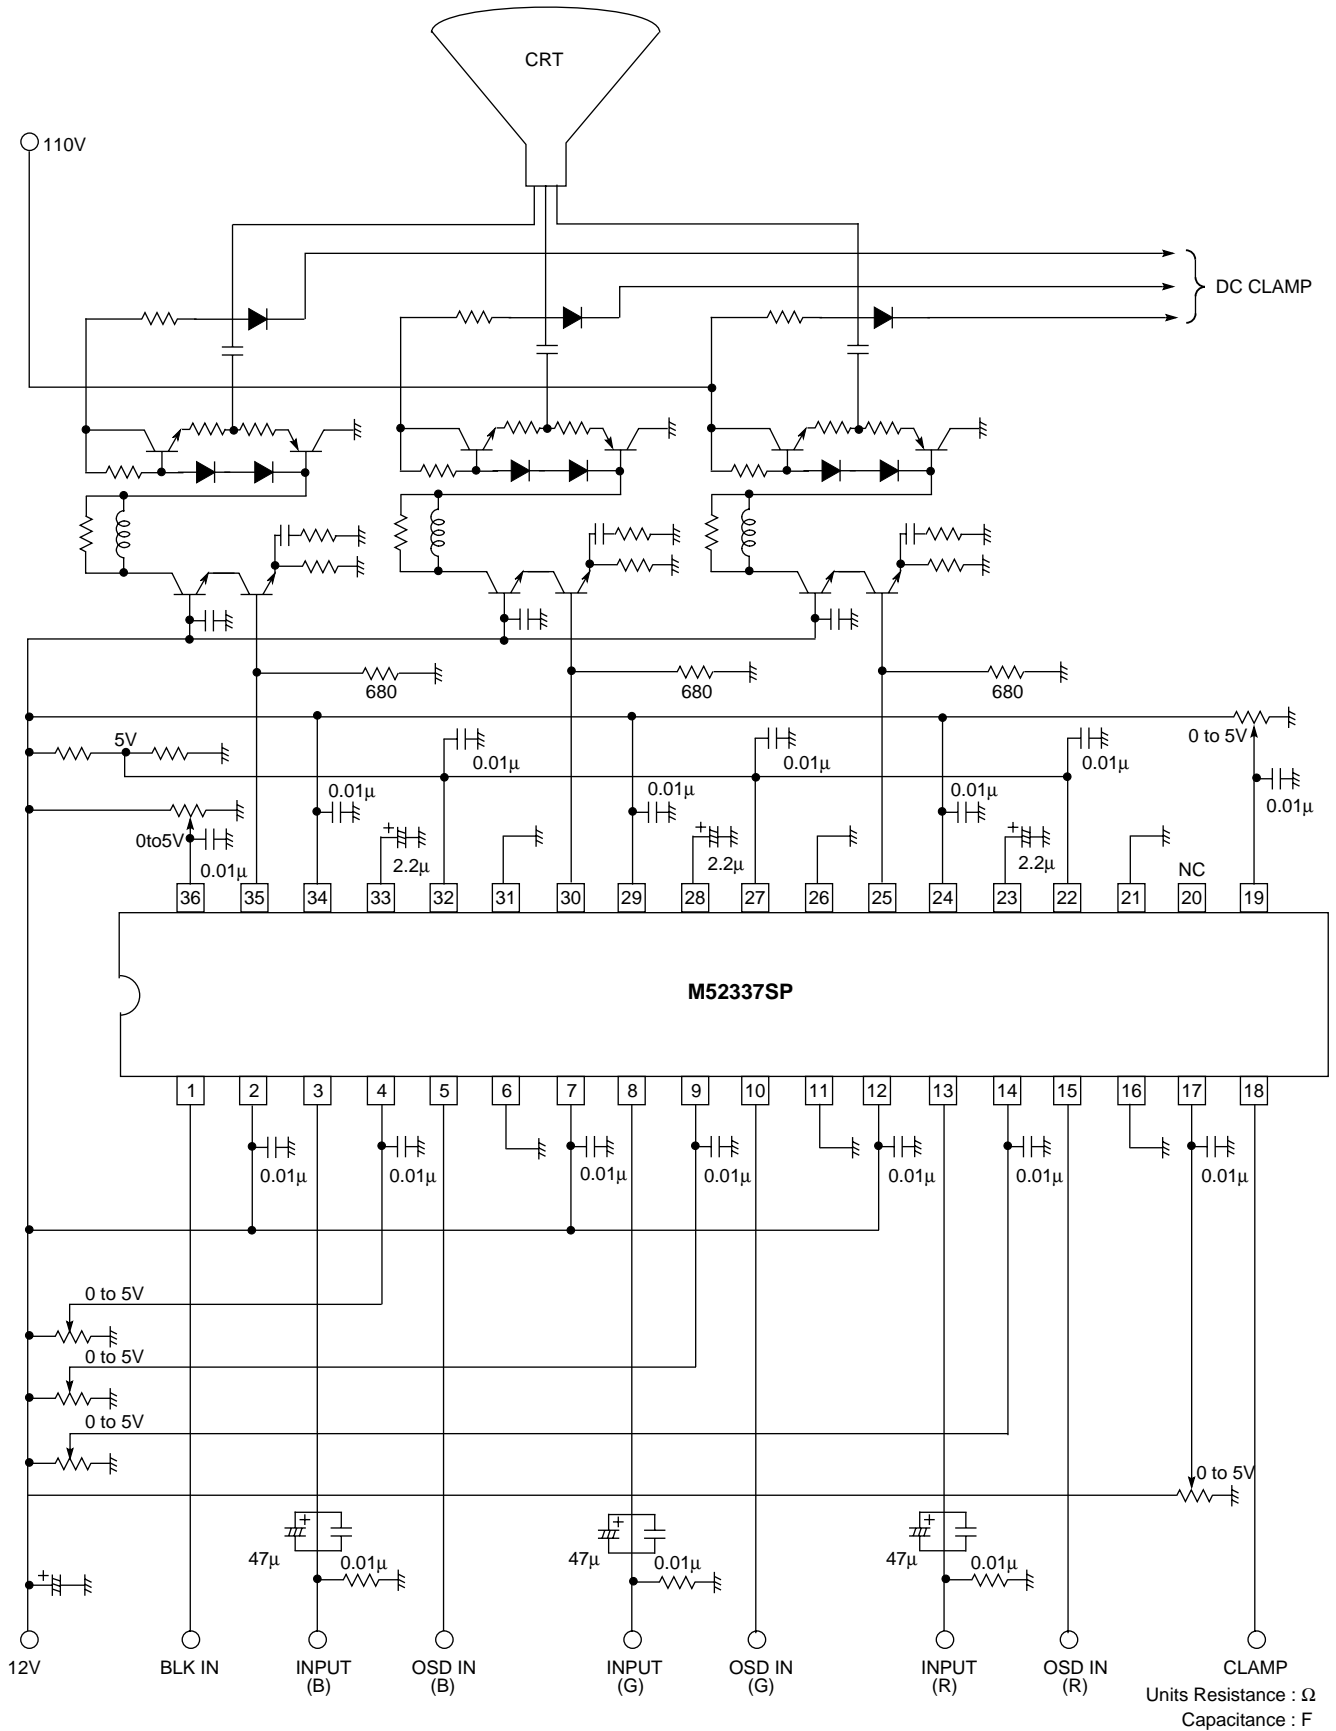 CRT
110V
DC CLAMP
680 680 680
5V 0 to 5V
0.01μ 0.01μ 0.01μ
0.01μ 0.01μ 0.01μ 0.01μ
0to5V
0.01μ 2.2μ 2.2μ 2.2μ
+ + +
NC
36 35 34 33 32 31 30 29 28 27 26 25 24 23 22 21 20 19
M52337SP
1 2 3 4 5 6 7 8 9 10 11 12 13 14 15 16 17 18
0.01μ 0.01μ 0.01μ 0.01μ 0.01μ 0.01μ 0.01μ
0 to 5V
0 to 5V
0 to 5V
0 to 5V
+ + +
47μ 0.01μ 47μ 0.01μ 47μ 0.01μ
+
12V BLK IN INPUT (B) OSD IN (B) INPUT (G) OSD IN (G) INPUT (R) OSD IN (R) CLAMP
Units Resistance : Ω
Capacitance : F